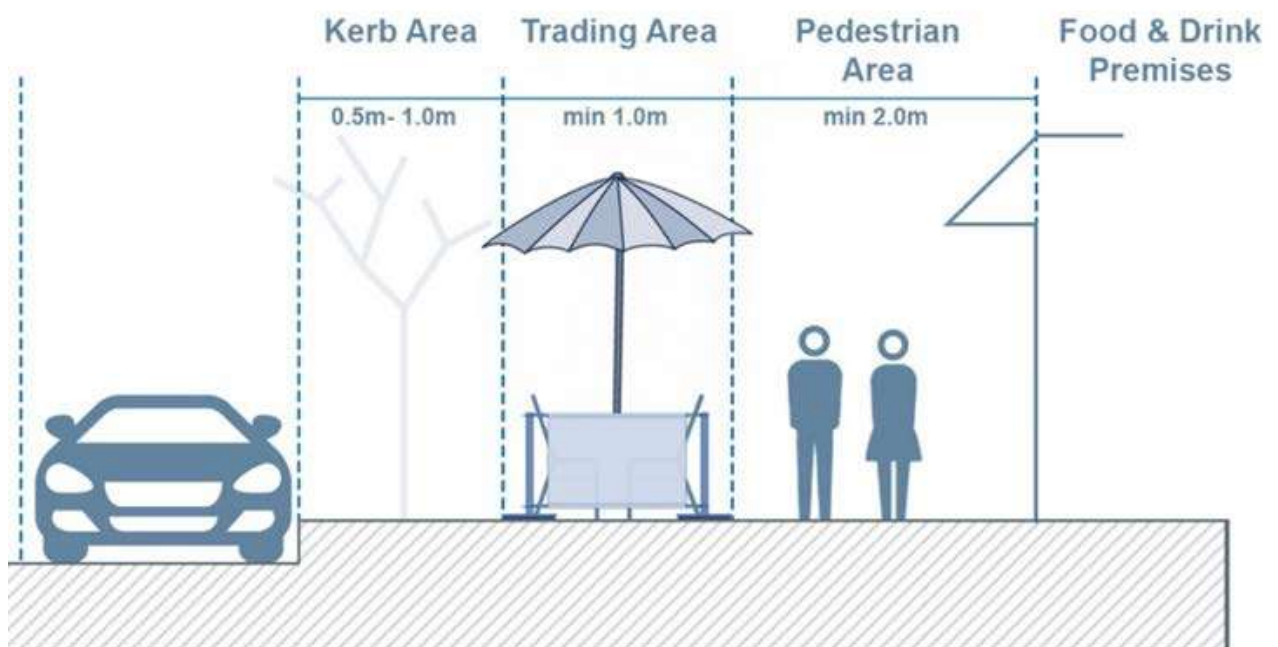 Kerb Area
Trading Area
Pedestrian
Area
Food & Drink
Premises
0.5m- 1.0m
min 1.0m
min 2.0m